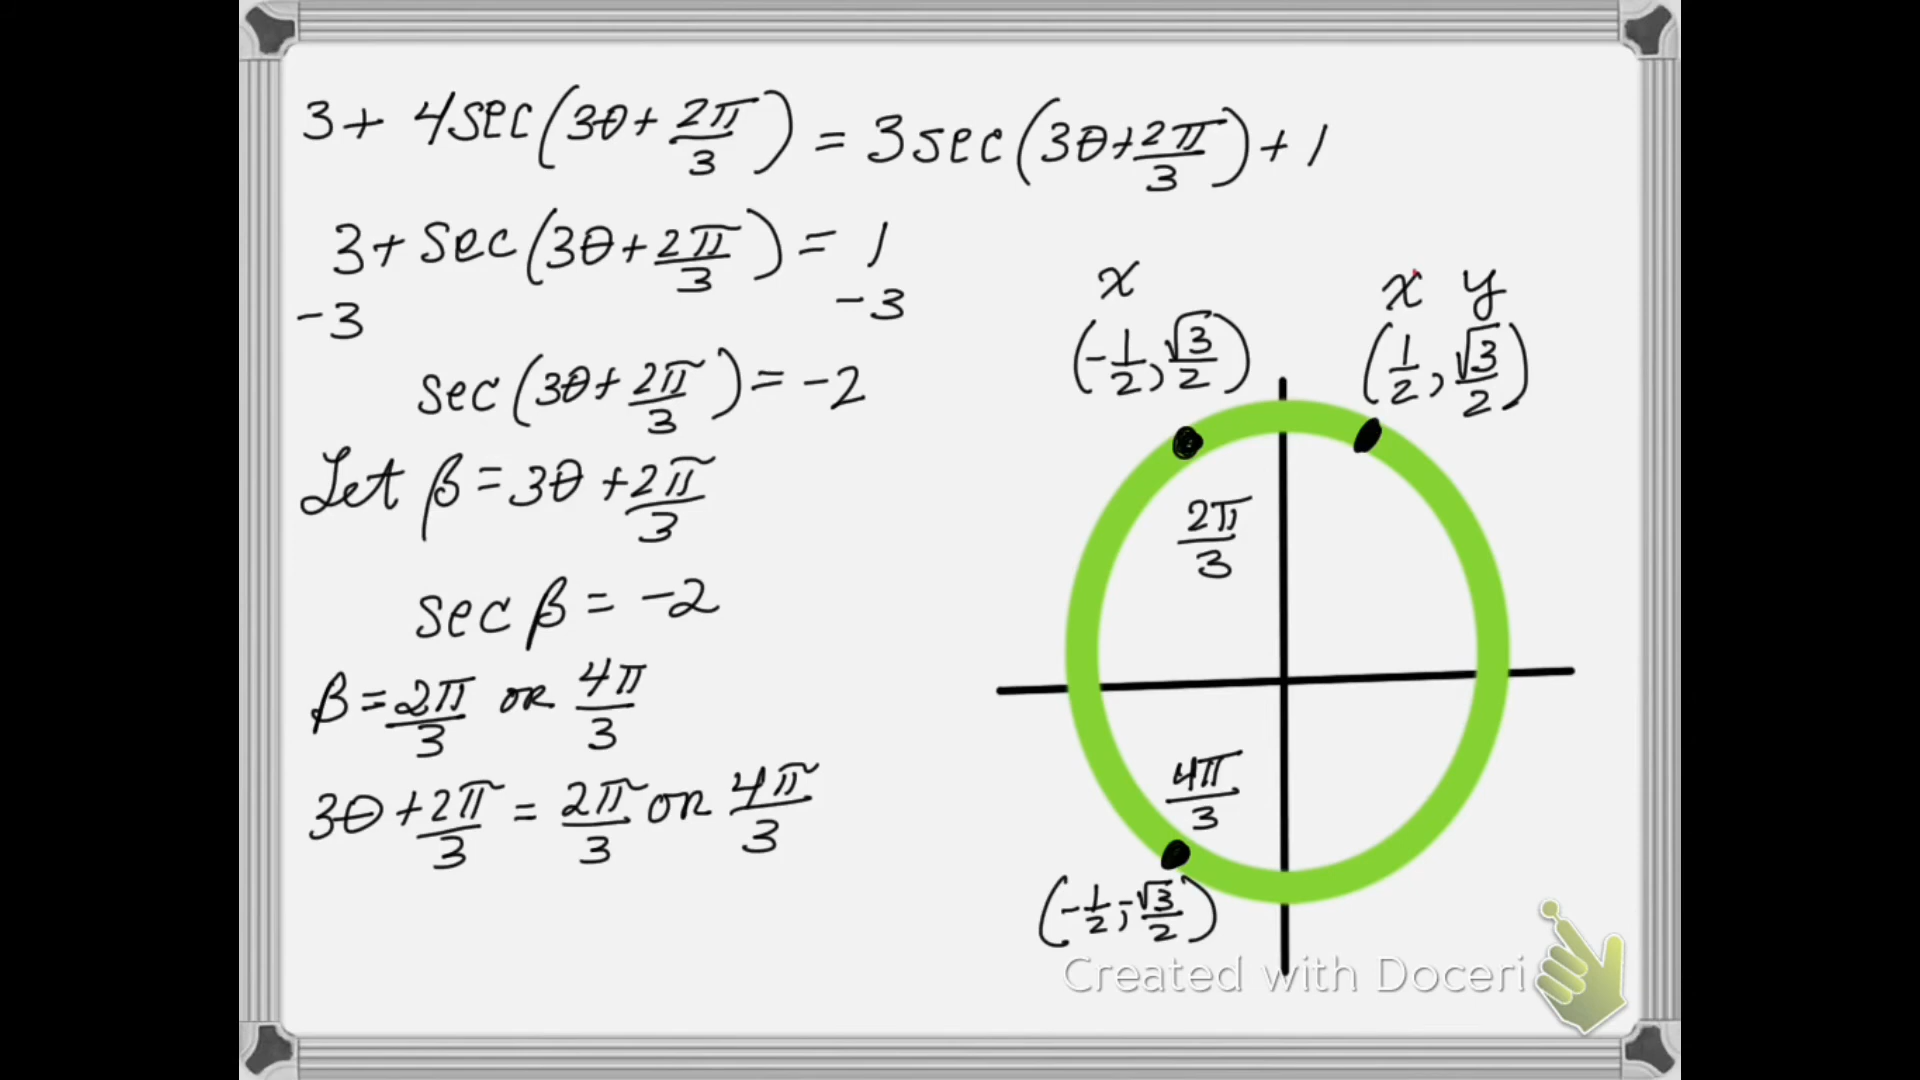 3 + 4sec(3θ + 2π/3) = 3sec(3θ + 2π/3) + 1
3 + sec(3θ + 2π/3) = 1
-3 -3
sec(3θ + 2π/3) = -2
Let β = 3θ + 2π/3
sec β = -2
β = 2π/3 or 4π/3
3θ + 2π/3 = 2π/3 or 4π/3
x
(-1/2, √3/2)
x y
(1/2, √3/2)
2π/3
4π/3
(-1/2, -√3/2)
Created with Doceri